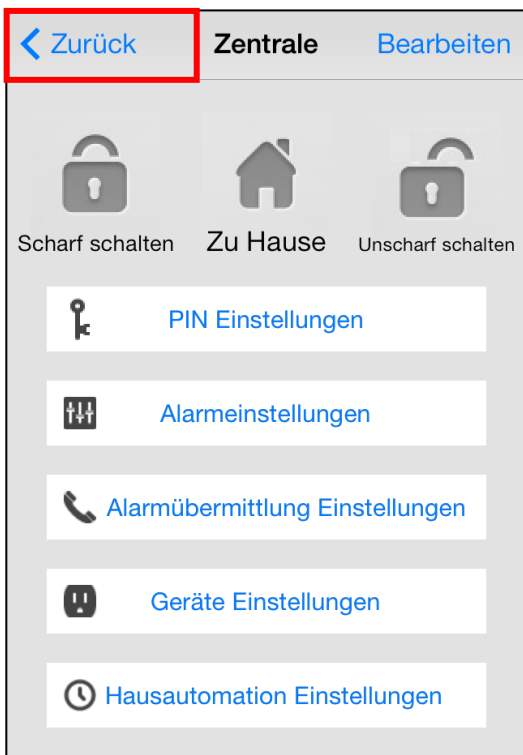 Zurück Zentrale Bearbeiten
Scharf schalten Zu Hause Unscharf schalten
PIN Einstellungen
Alarmeinstellungen
Alarmübermittlung Einstellungen
Geräte Einstellungen
Hausautomation Einstellungen